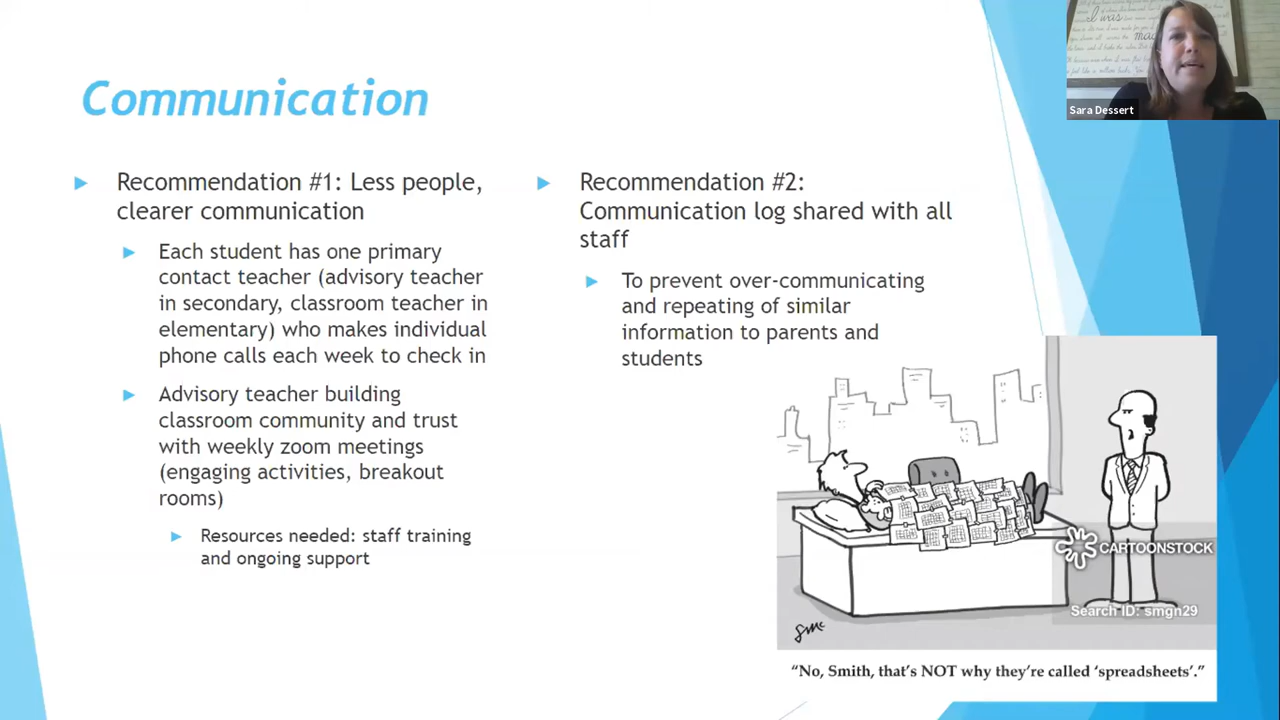 Communication
Recommendation #1: Less people,
clearer communication
Each student has one primary
contact teacher (advisory teacher
in secondary, classroom teacher in
elementary) who makes individual
phone calls each week to check in
Advisory teacher building
classroom community and trust
with weekly zoom meetings
(engaging activities, breakout
rooms)
Resources needed: staff training
and ongoing support
Recommendation #2:
Communication log shared with all
staff
To prevent over-communicating
and repeating of similar
information to parents and
students
I was
Sara Dessert
CARTOONSTOCK
Search ID: smgn29
"No, Smith, that's NOT why they're called 'spreadsheets'."